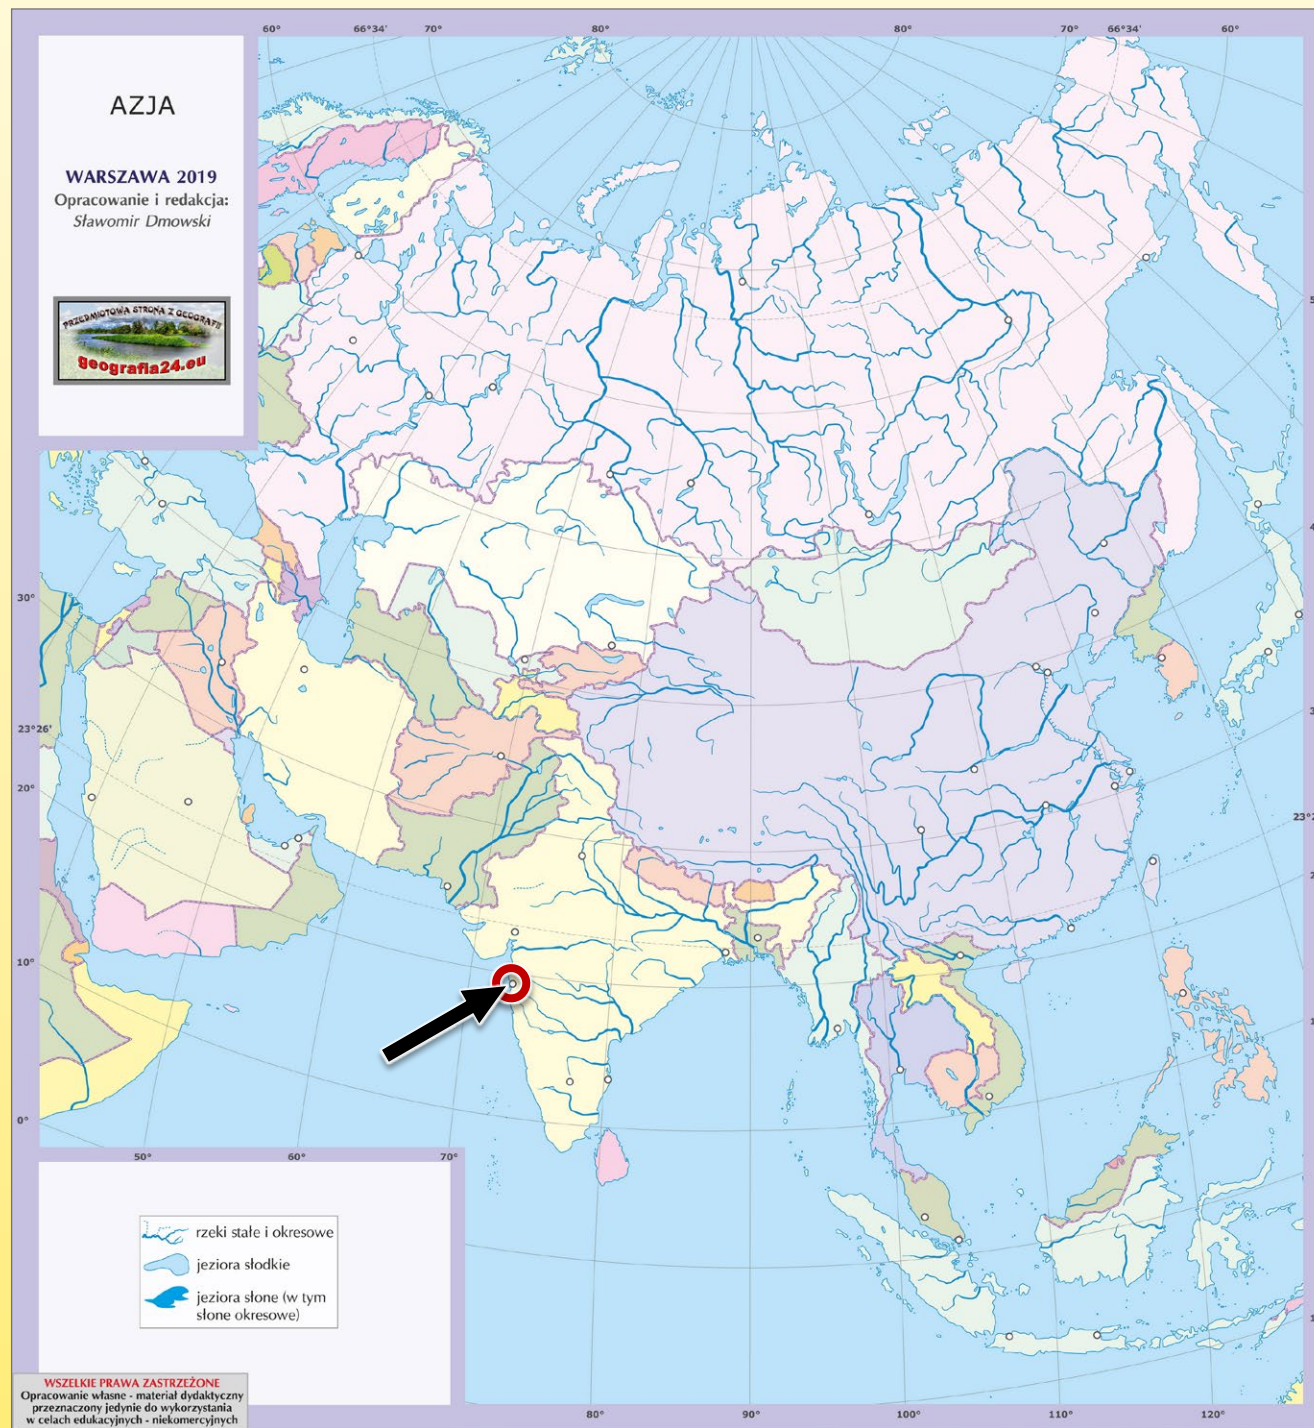 60°
66°34'
70°
80°
80°
70°
66°34'
60°
AZJA
WARSZAWA 2019
Opracowanie i redakcja:
Sławomir Dmowski
PRZEDMIOTOWA STRONA Z GEOGRAFII
geografia24.eu
30°
23°26'
20°
10°
0°
50°
60°
70°
rzeki stałe i okresowe
jeziora słodkie
jeziora słone (w tym
słone okresowe)
WSZELKIE PRAWA ZASTRZEŻONE
Opracowanie własne - materiał dydaktyczny
przeznaczony jedynie do wykorzystania
w celach edukacyjnych - niekomercyjnych
80°
90°
100°
110°
120°